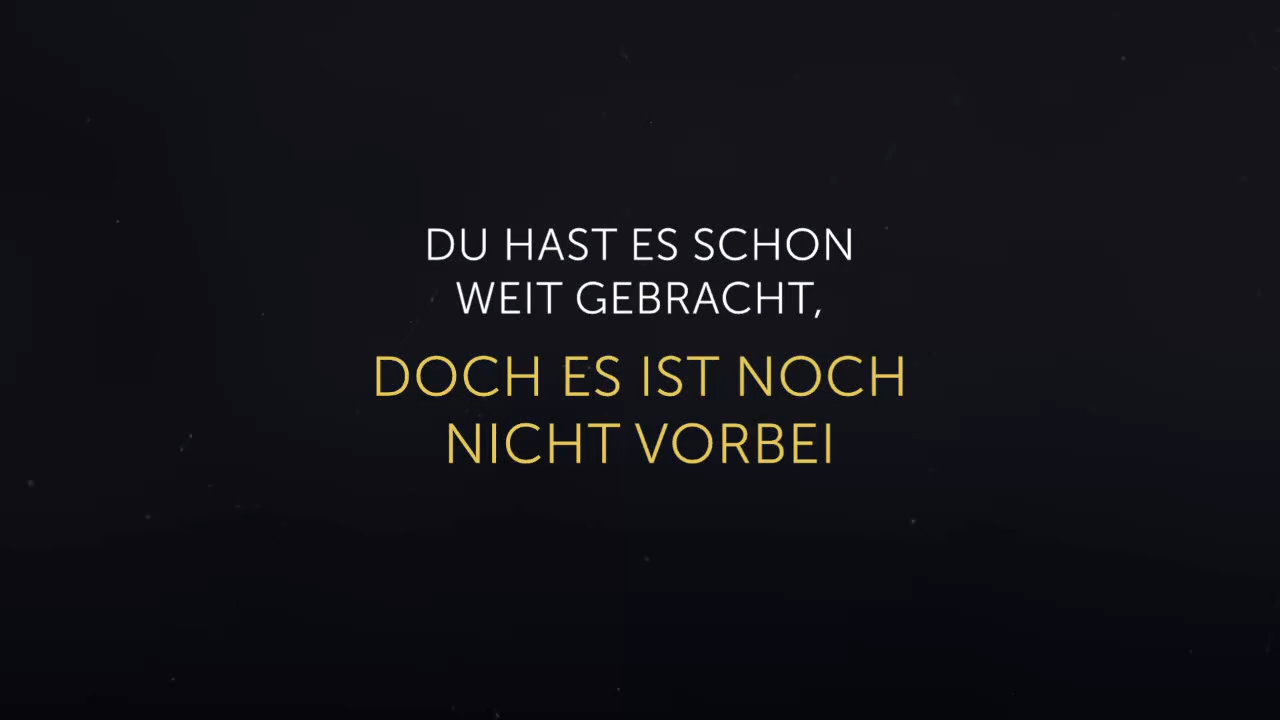 DU HAST ES SCHON
WEIT GEBRACHT,
DOCH ES IST NOCH
NICHT VORBEI